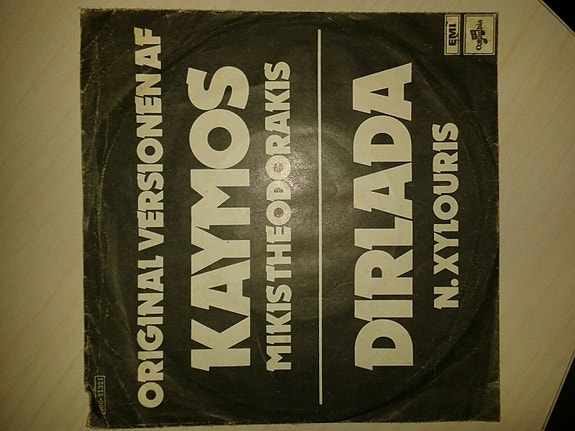 ORIGINAL VERSIONEN AF
KAYMOS
MIKIS THEODORAKIS
DIRLADA
N. XYLOURIS
EMI
Columbia